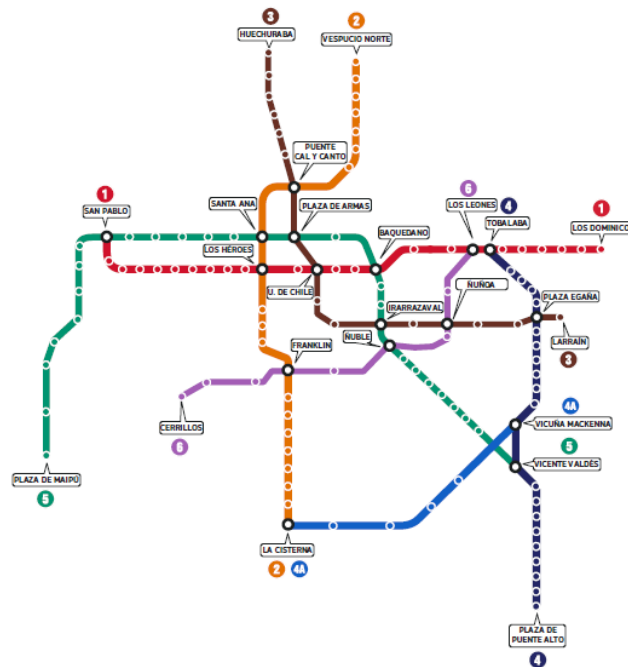 3
HUECHURABA
2
VESPUCIO NORTE
PUENTE
CAL Y CANTO
SANTA ANA
PLAZA DE ARMAS
1
SAN PABLO
LOS HÉROES
U. DE CHILE
BAQUEDANO
6
LOS LEONES
4
TOBALABA
1
LOS DOMINICO
IRARRAZAVAL
ÑUÑOA
PLAZA EGAÑA
LARRAÍN
3
ÑUBLE
FRANKLIN
CERRILLOS
6
4A
VICUÑA MACKENNA
5
VICENTE VALDÈS
PLAZA DE MAIPÚ
5
LA CISTERNA
2 4A
PLAZA DE
PUENTE ALTO
4